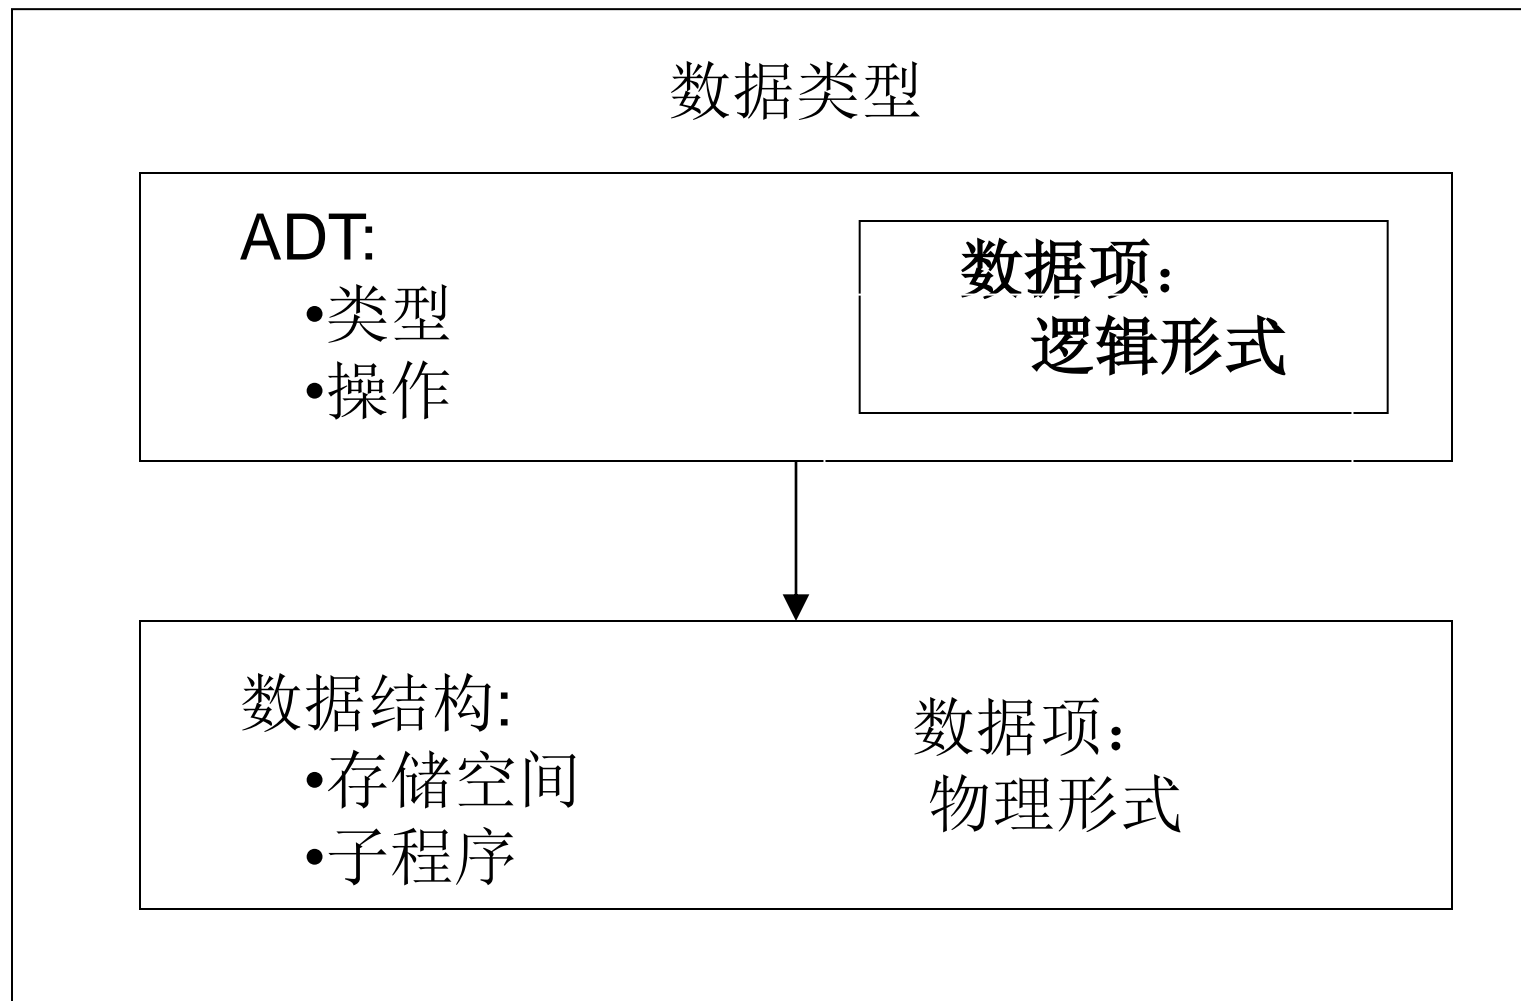 数据类型
ADT:
•类型
•操作
数据项：
逻辑形式
数据结构:
•存储空间
•子程序
数据项：
物理形式